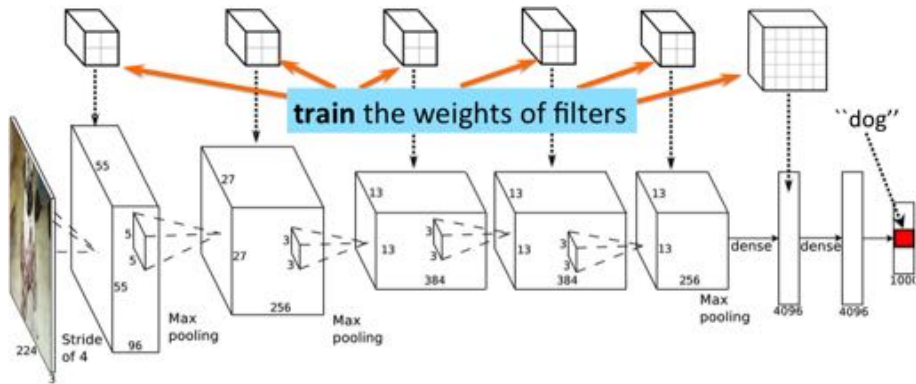 train the weights of filters
``dog''
55
27
13
13
13
5
3
3
3
dense
dense
5
27
3
13
3
13
3
13
55
384
384
256
1000
256
Max
pooling
4096
4096
Max
pooling
Max
pooling
Stride
of 4
96
224
3